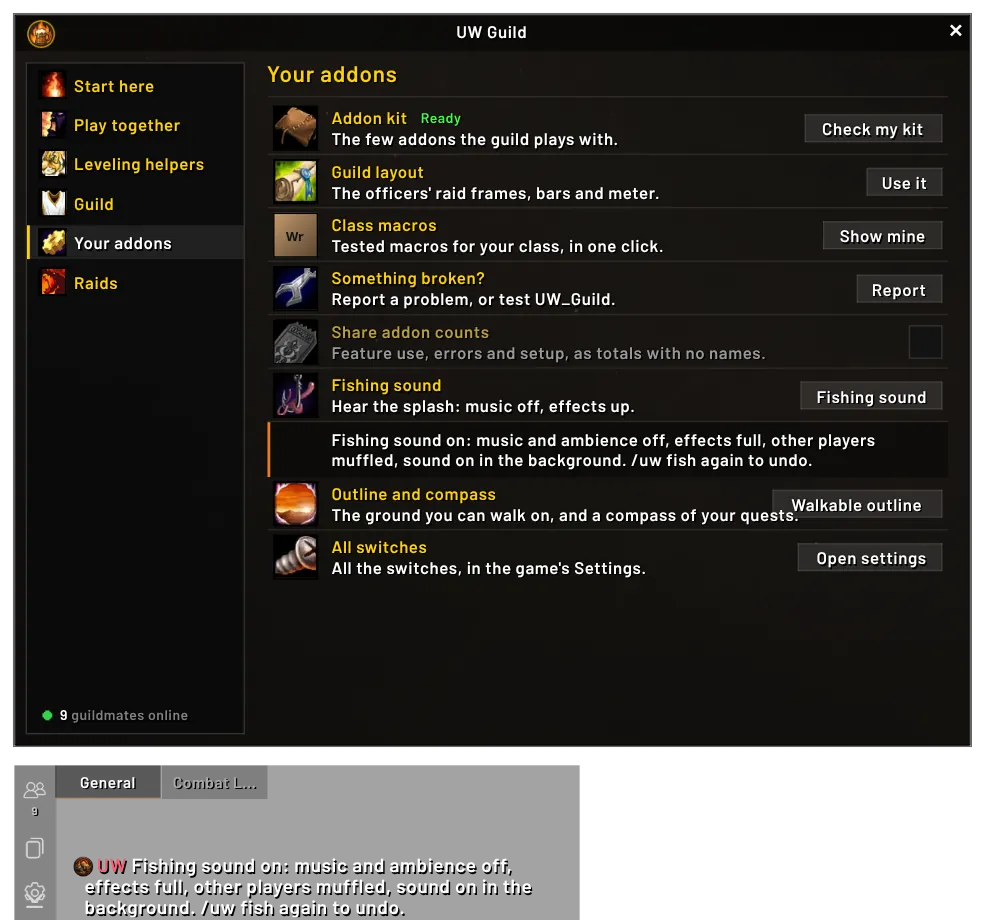 UW Guild
Start here
Play together
Leveling helpers
Guild
Your addons
Raids
9 guildmates online
Your addons
Addon kit Ready
The few addons the guild plays with.
Check my kit
Guild layout
The officers' raid frames, bars and meter.
Use it
Wr
Class macros
Tested macros for your class, in one click.
Show mine
Something broken?
Report a problem, or test UW_Guild.
Report
Share addon counts
Feature use, errors and setup, as totals with no names.
Fishing sound
Hear the splash: music off, effects up.
Fishing sound
Fishing sound on: music and ambience off, effects full, other players
muffled, sound on in the background. /uw fish again to undo.
Outline and compass
The ground you can walk on, and a compass of your quests.
Walkable outline
All switches
All the switches, in the game's Settings.
Open settings
General
Combat L...
9
UW Fishing sound on: music and ambience off,
effects full, other players muffled, sound on in the
background. /uw fish again to undo.